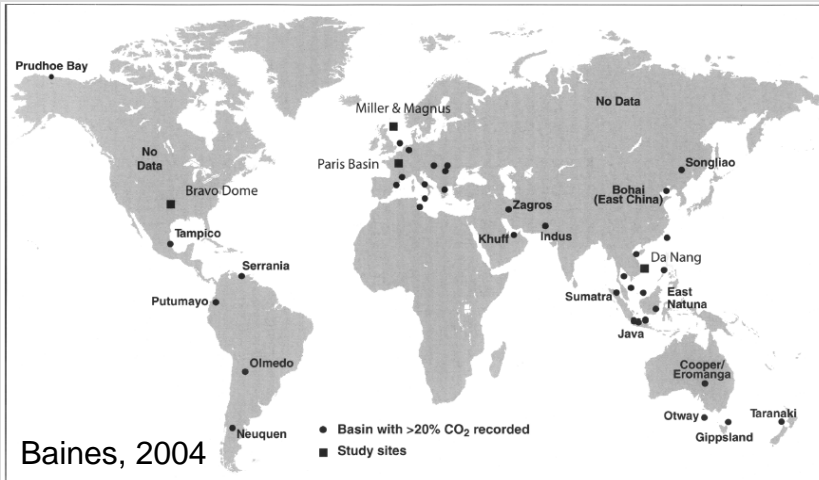 Prudhoe Bay
Miller & Magnus
No Data
No
Data
Paris Basin
Songliao
Bravo Dome
Bohai
(East China)
Zagros
Tampico
Khuff
Indus
Da Nang
Serrania
Putumayo
Sumatra
East
Natuna
Java
Olmedo
Cooper/
Eromanga
Otway
Taranaki
Gippsland
Neuquen
Basin with >20% CO₂ recorded
Study sites
Baines, 2004